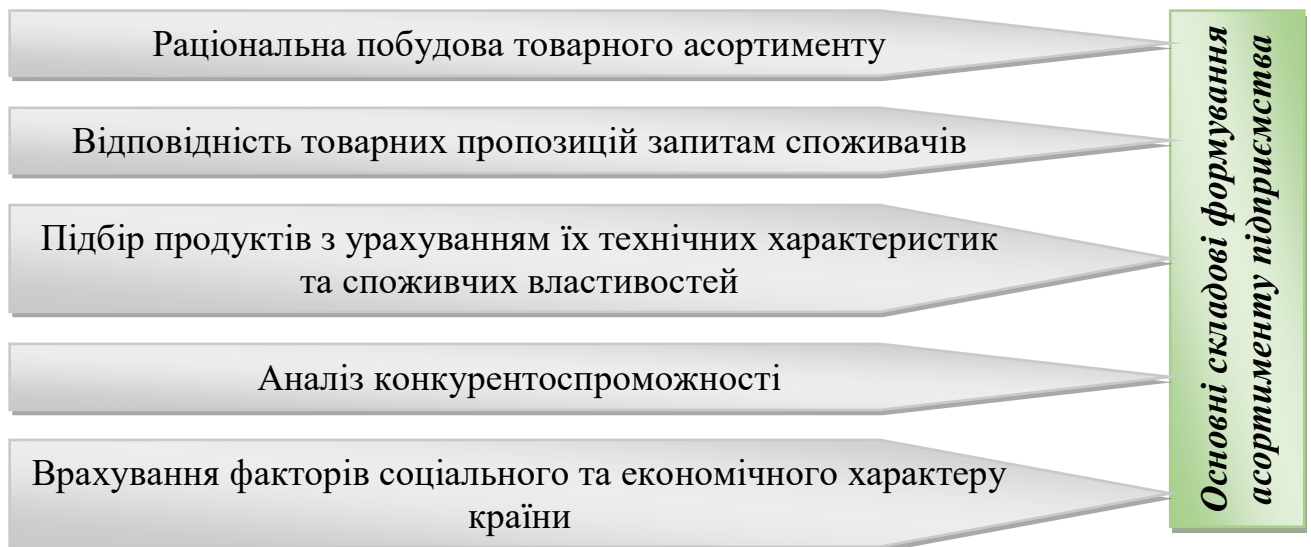 Раціональна побудова товарного асортименту
Відповідність товарних пропозицій запитам споживачів
Підбір продуктів з урахуванням їх технічних характеристик
та споживчих властивостей
Аналіз конкурентоспроможності
Врахування факторів соціального та економічного характеру
країни
Основні складові формування
асортименту підприємства